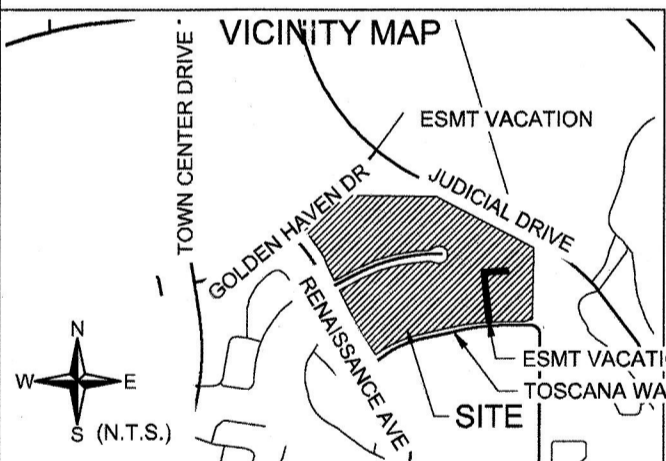 VICINITY MAP
TOWN CENTER DRIVE
ESMT VACATION
JUDICIAL DRIVE
GOLDEN HAVEN DR
RENAISSANCE AVE
ESMT VACATI
TOSCANA WA
SITE
N
W E
S (N.T.S.)